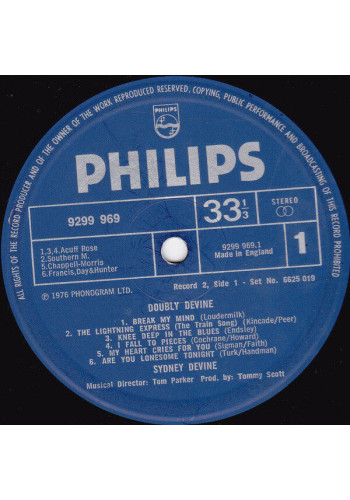 ALL RIGHTS OF THE RECORD PRODUCER AND OF THE OWNER OF THE WORK REPRODUCED RESERVED, COPYING, PUBLIC PERFORMANCE AND BROADCASTING OF THIS RECORD PROHIBITED
PHILIPS
PHILIPS
9299 969
33 1/3
STEREO
1,3,4.Acuff Rose
2.Southern M.
5.Chappell-Morris
6.Francis,Day&Hunter
9299 969.1
Made in England
1
Ⓟ 1976 PHONOGRAM LTD.
Record 2, Side 1 - Set No. 6625 019
DOUBLY DEVINE
1. BREAK MY MIND (Loudermilk)
2. THE LIGHTNING EXPRESS (The Train Song) (Kincade/Peer)
3. KNEE DEEP IN THE BLUES (Endsley)
4. I FALL TO PIECES (Cochrane/Howard)
5. MY HEART CRIES FOR YOU (Sigman/Faith)
6. ARE YOU LONESOME TONIGHT (Turk/Handman)
SYDNEY DEVINE
Musical Director: Tom Parker Prod. by: Tommy Scott